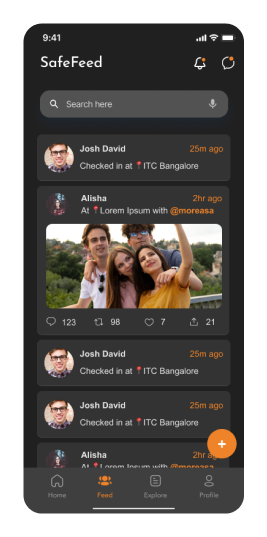 9:41
SafeFeed
Search here
Josh David 25m ago
Checked in at 📍ITC Bangalore
Alisha 2hr ago
At 📍Lorem Ipsum with @moreasa
123 98 7 21
Josh David 25m ago
Checked in at 📍ITC Bangalore
Josh David 25m ago
Checked in at 📍ITC Bangalore
+
Alisha 2hr
At 📍Lorem Ipsum with @moreasa
Home Feed Explore Profile